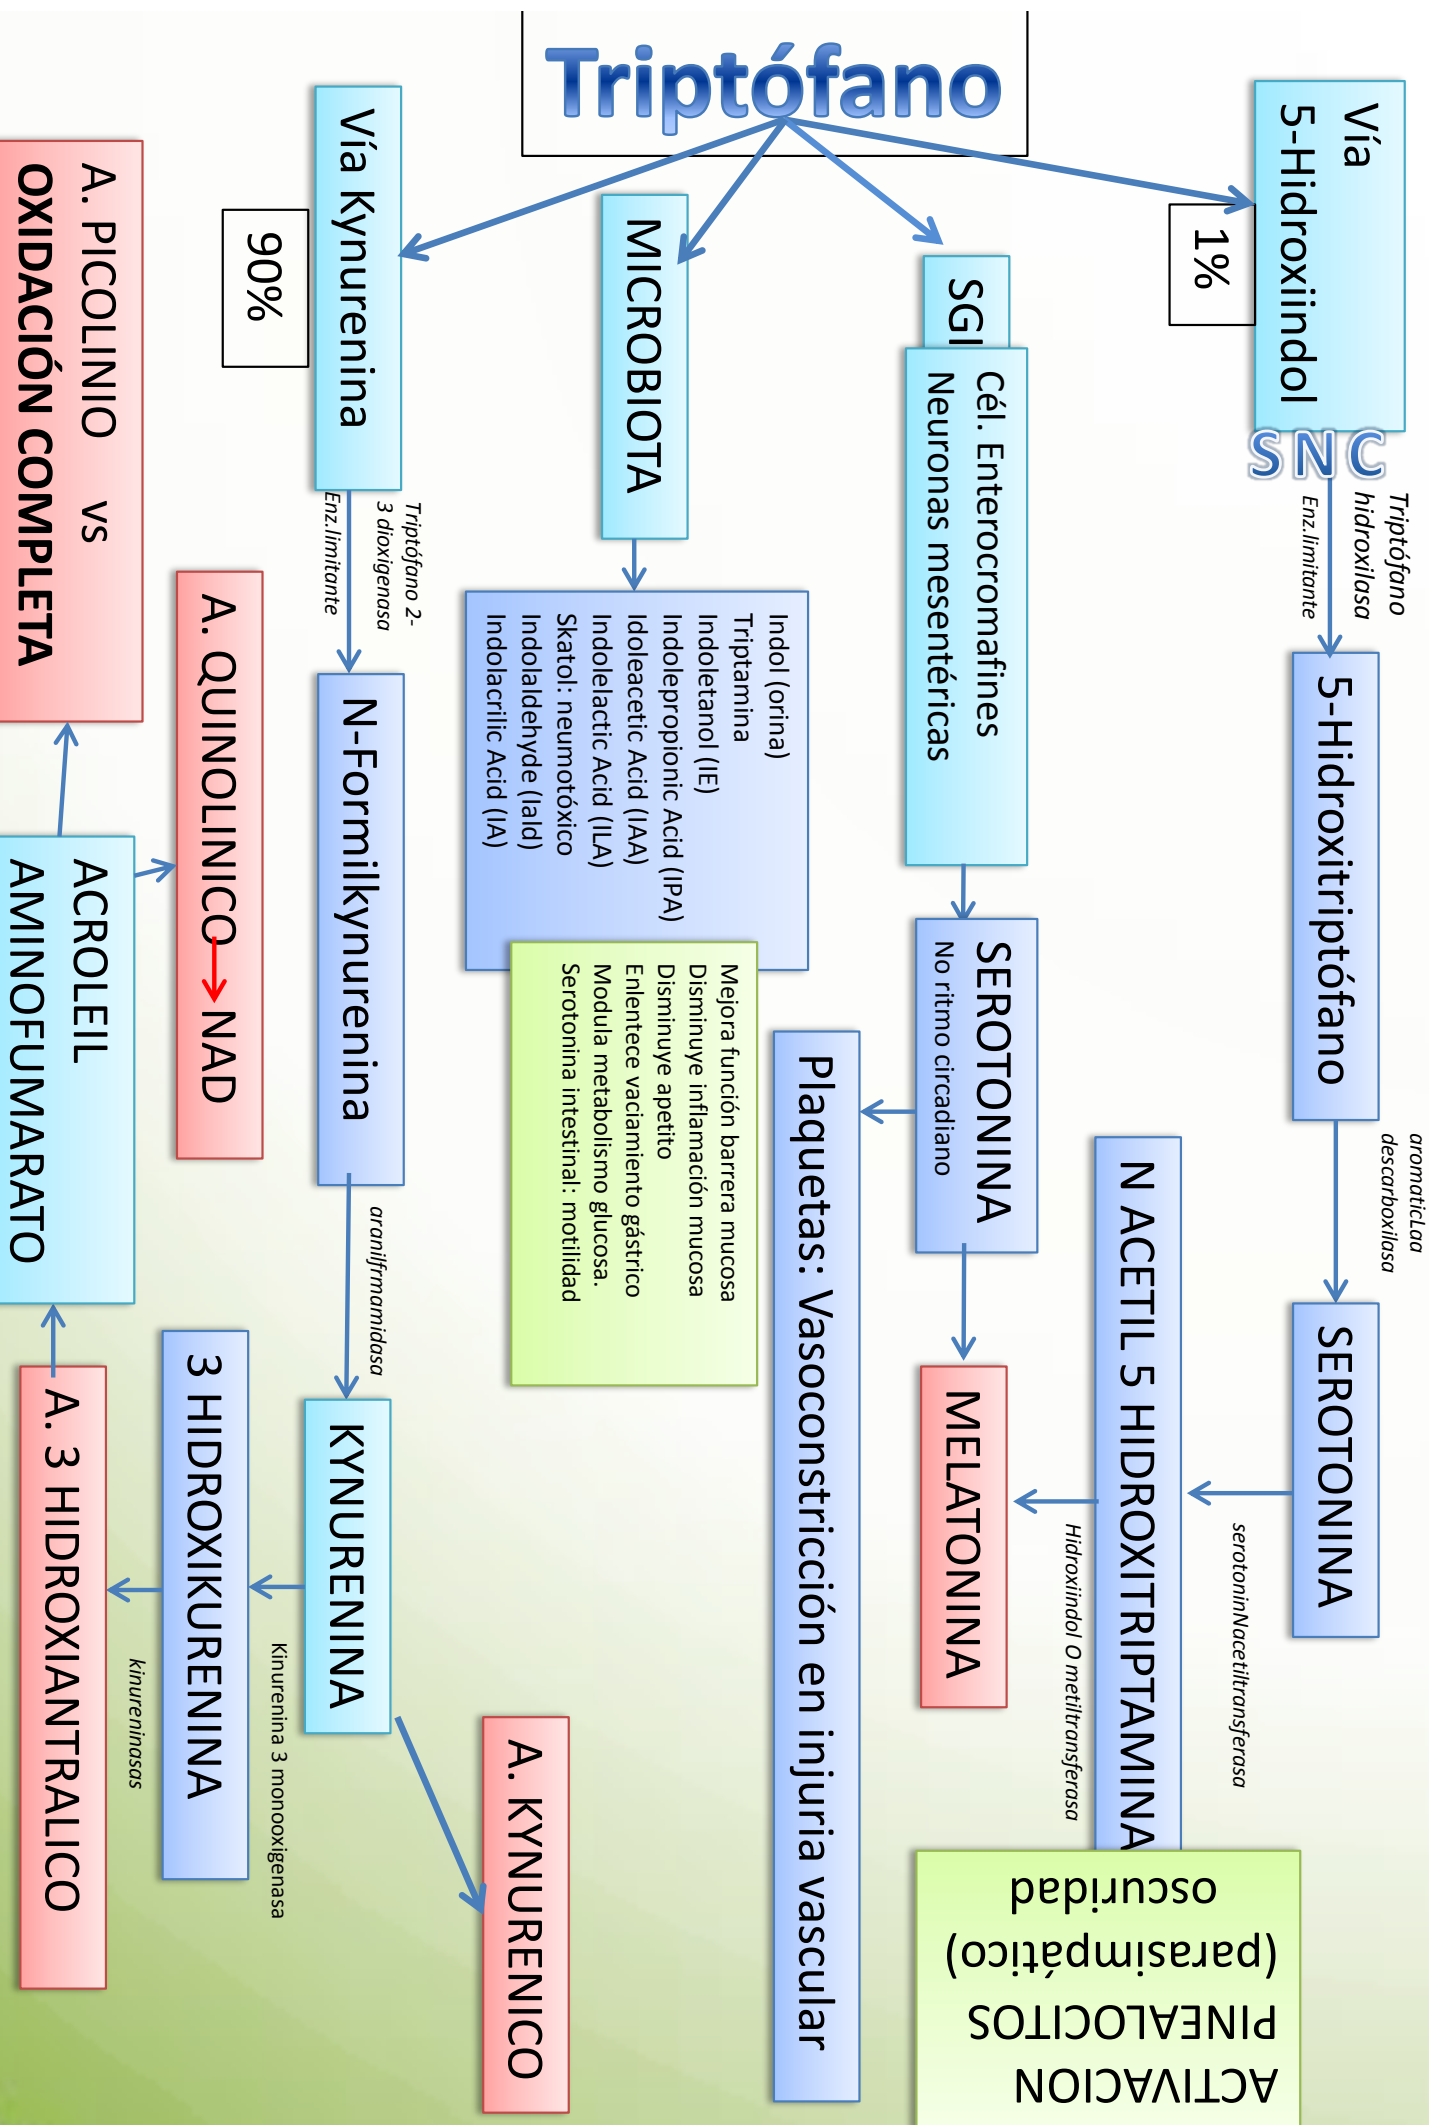 Triptófano
Vía
5-Hidroxiindol
1%
SNC
Triptófano
hidroxilasa
Enz.limitante
5-Hidroxitriptófano
aromaticLaa
descarboxilasa
SEROTONINA
serotoninNacetiltransferasa
N ACETIL 5 HIDROXITRIPTAMINA
Hidroxiindol O metiltransferasa
MELATONINA
ACTIVACION
PINEALOCITOS
(parasimpático)
oscuridad
SGI
Cél. Enterocromafines
Neuronas mesentéricas
SEROTONINA
No ritmo circadiano
Plaquetas: Vasoconstricción en injuria vascular
MICROBIOTA
Indol (orina)
Triptamina
Indoletanol (IE)
Indolepropionic Acid (IPA)
Idoleacetic Acid (IAA)
Indolelactic Acid (ILA)
Skatol: neumotóxico
Indolaldehyde (Iald)
Indolacrilic Acid (IA)
Mejora función barrera mucosa
Disminuye inflamación mucosa
Disminuye apetito
Enlentece vaciamiento gástrico
Modula metabolismo glucosa.
Serotonina intestinal: motilidad
Vía Kynurenina
90%
Triptófano 2-
3 dioxigenasa
Enz.limitante
N-Formilkynurenina
aranilfrmamidasa
KYNURENINA
A. KYNURENICO
Kinurenina 3 monooxigenasa
3 HIDROXIKURENINA
kinureninasas
A. 3 HIDROXIANTRALICO
ACROLEIL
AMINOFUMARATO
A. QUINOLINICO NAD
A. PICOLINIO vs
OXIDACIÓN COMPLETA